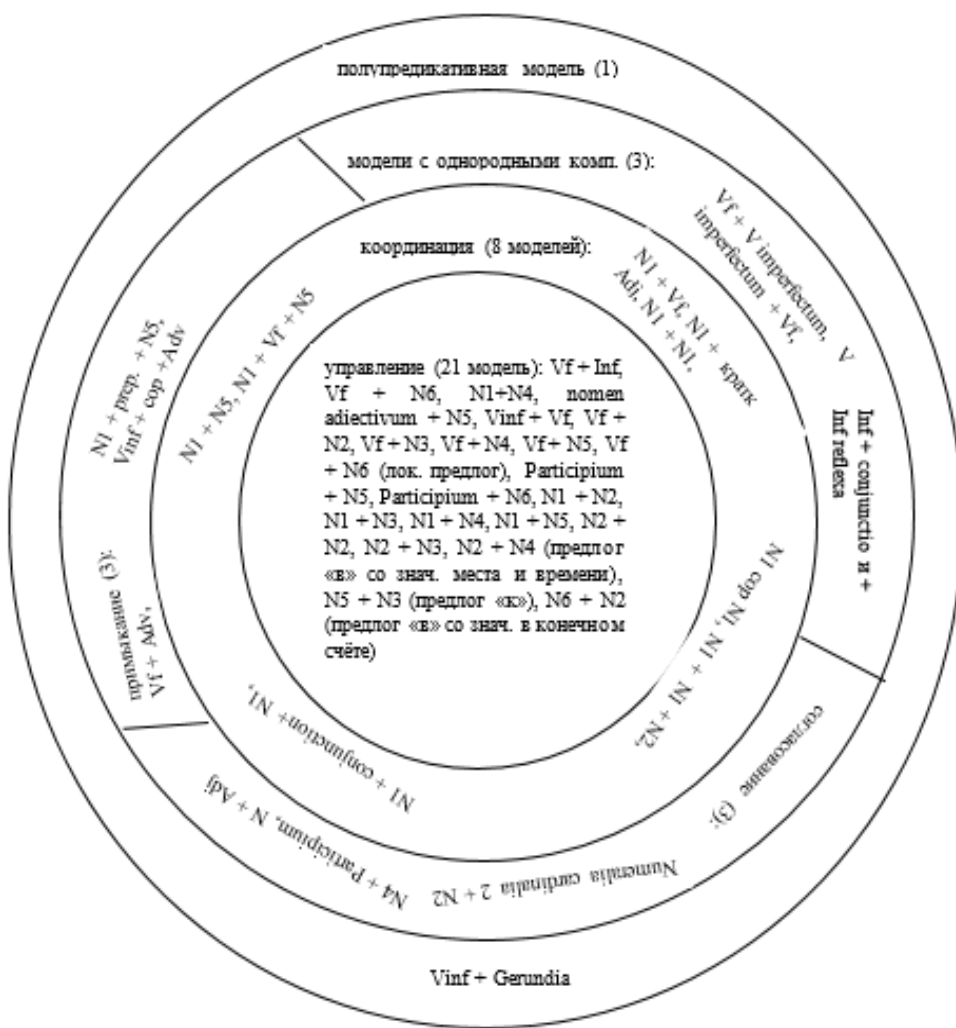 полупредикативная модель (1)
модели с однородными комп. (3):
Vf + V imperfectum, V
imperfectum + Vf,
Inf + conjunctio и +
Inf reflexa
координация (8 моделей):
N1 + Vf, N1 + кратк
Adj, N1 + N1,
N1 cop N1, N1 + N1 + N2,
N1 + conjunction+ N1,
N1 + N5, N1 + Vf + N5
управление (21 модель): Vf + Inf,
Vf + N6, N1+N4, nomen
adiectivum + N5, Vinf + Vf, Vf +
N2, Vf + N3, Vf + N4, Vf + N5, Vf
+ N6 (лок. предлог), Participium
+ N5, Participium + N6, N1 + N2,
N1 + N3, N1 + N4, N1 + N5, N2 +
N2, N2 + N3, N2 + N4 (предлог
«в» со знач. места и времени),
N5 + N3 (предлог «к»), N6 + N2
(предлог «в» со знач. в конечном
счёте)
согласование (3):
Numeralia cardinalia 2 + N2
N4 + Participium, N + Adj
примыкание (3):
Vf + Adv,
N1 + prep. + N5,
Vinf + cop +Adv
Vinf + Gerundia